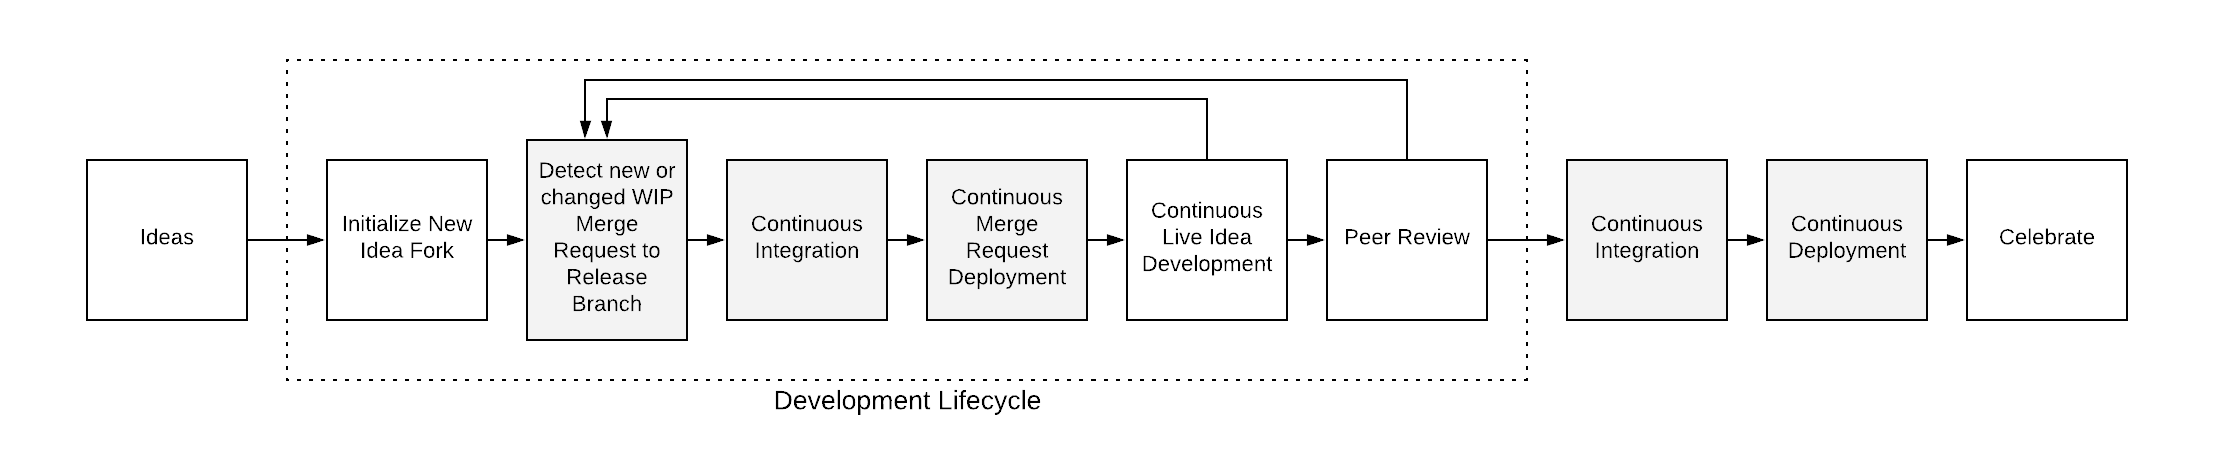 Ideas
Initialize New
Idea Fork
Detect new or
changed WIP
Merge
Request to
Release
Branch
Continuous
Integration
Continuous
Merge
Request
Deployment
Continuous
Live Idea
Development
Peer Review
Continuous
Integration
Continuous
Deployment
Celebrate
Development Lifecycle